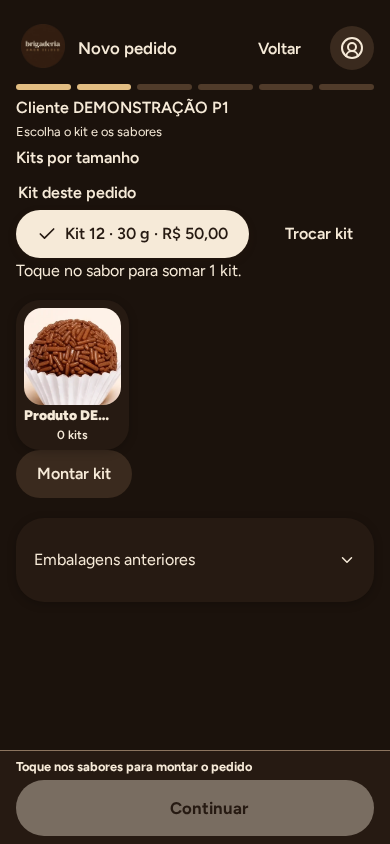 brigaderia
Novo pedido
Voltar
Cliente DEMONSTRAÇÃO P1
Escolha o kit e os sabores
Kits por tamanho
Kit deste pedido
Kit 12 · 30 g · R$ 50,00
Trocar kit
Toque no sabor para somar 1 kit.
Produto DE...
0 kits
Montar kit
Embalagens anteriores
Toque nos sabores para montar o pedido
Continuar